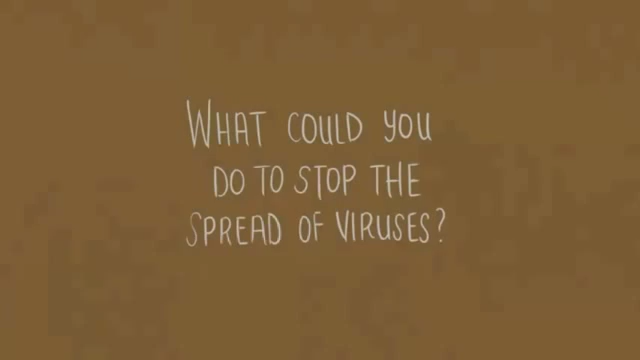 WHAT COULD YOU
DO TO STOP THE
SPREAD OF VIRUSES?